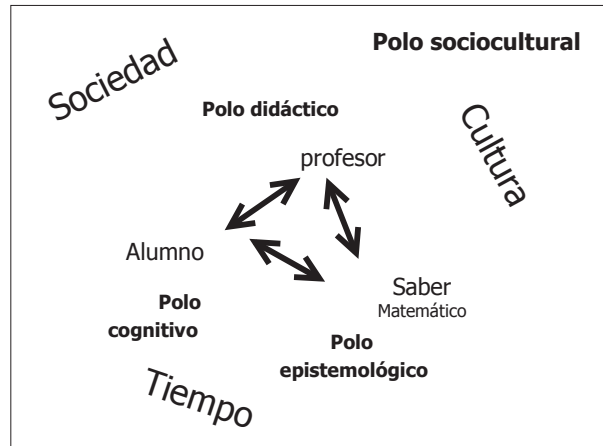 Sociedad
Polo sociocultural
Polo didáctico
Cultura
profesor
Alumno
Saber
Matemático
Polo
cognitivo
Polo
epistemológico
Tiempo